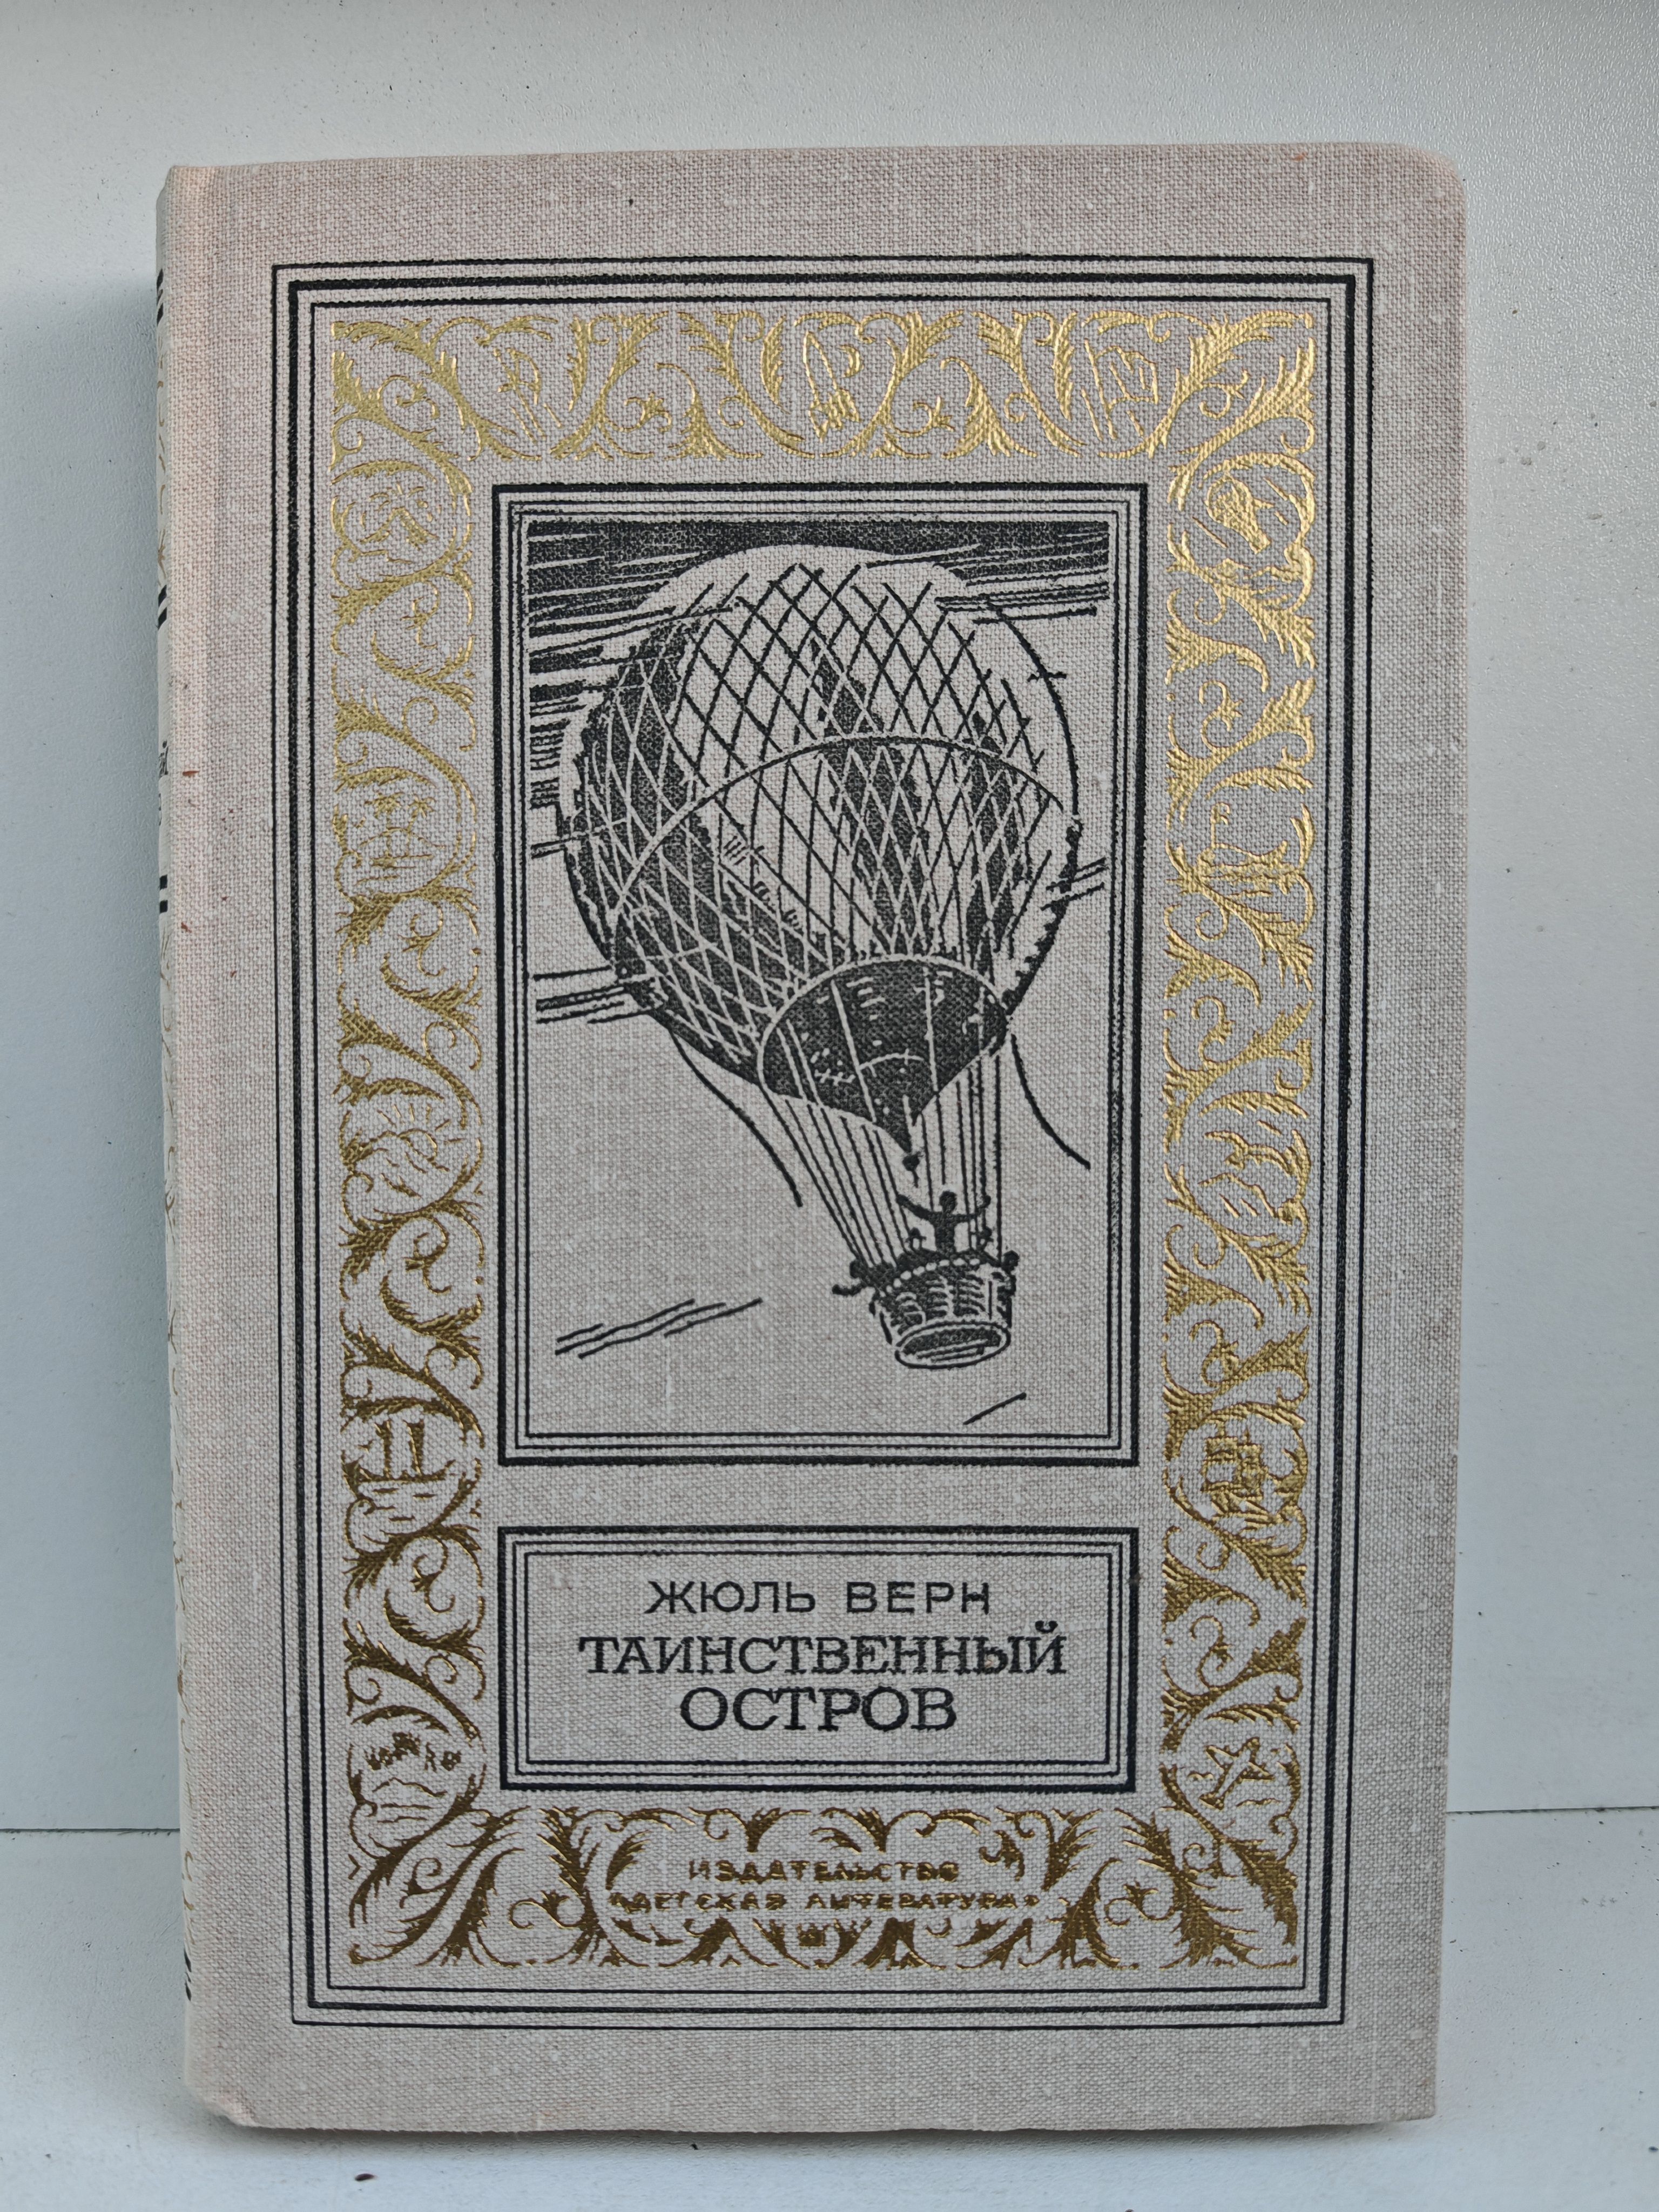 ЖЮЛЬ ВЕРН
ТАИНСТВЕННЫЙ
ОСТРОВ
ИЗДАТЕЛЬСТВО
«ДЕТСКАЯ ЛИТЕРАТУРА»